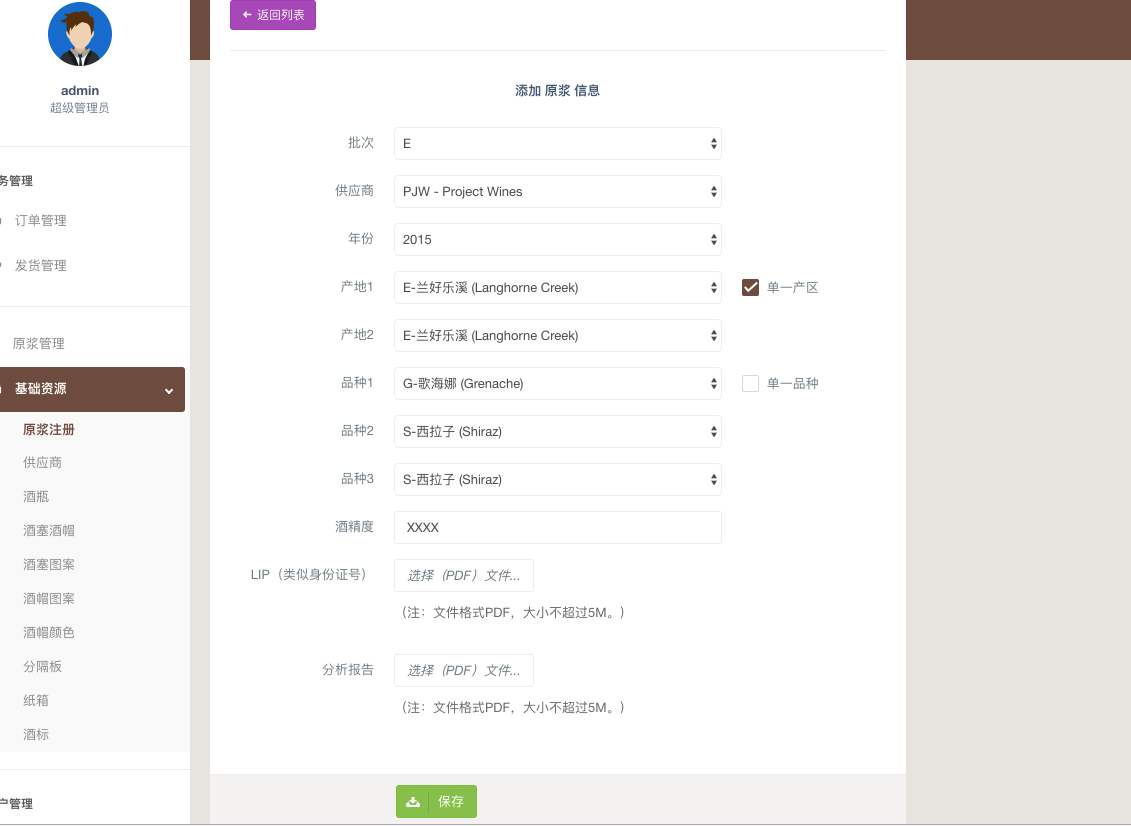 返回列表
admin
超级管理员
务管理
订单管理
发货管理
原浆管理
基础资源
原浆注册
供应商
酒瓶
酒塞酒帽
酒塞图案
酒帽图案
酒帽颜色
分隔板
纸箱
酒标
户管理
添加 原浆 信息
批次 E
供应商 PJW - Project Wines
年份 2015
产地1 E-兰好乐溪 (Langhorne Creek) 单一产区
产地2 E-兰好乐溪 (Langhorne Creek)
品种1 G-歌海娜 (Grenache) 单一品种
品种2 S-西拉子 (Shiraz)
品种3 S-西拉子 (Shiraz)
酒精度 XXXX
LIP（类似身份证号） 选择（PDF）文件...
（注：文件格式PDF，大小不超过5M。）
分析报告 选择（PDF）文件...
（注：文件格式PDF，大小不超过5M。）
保存